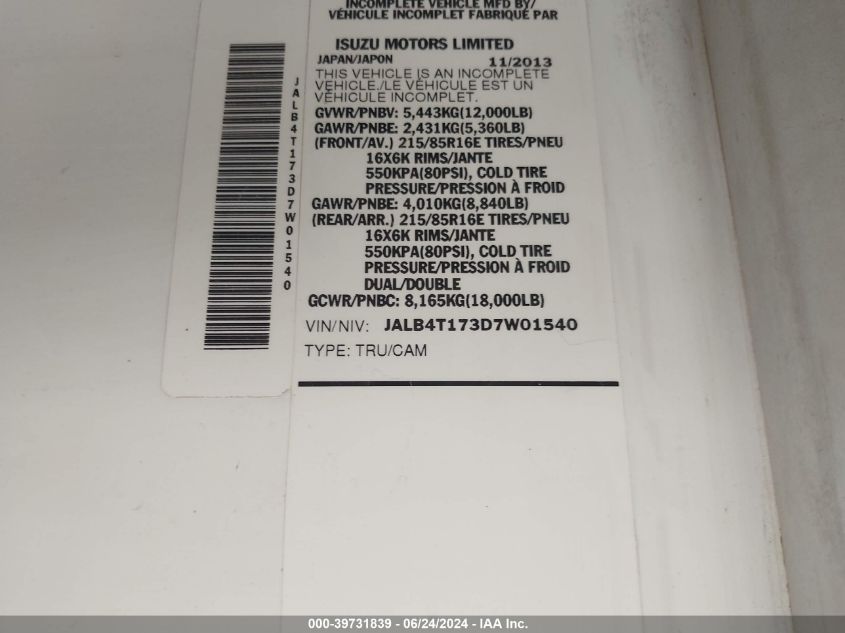 INCOMPLETE VEHICLE MFD BY/
VÉHICULE INCOMPLET FABRIQUÉ PAR
ISUZU MOTORS LIMITED
JAPAN/JAPON 11/2013
THIS VEHICLE IS AN INCOMPLETE
VEHICLE./LE VÉHICULE EST UN
VÉHICULE INCOMPLET.
GVWR/PNBV: 5,443KG(12,000LB)
GAWR/PNBE: 2,431KG(5,360LB)
(FRONT/AV.) 215/85R16E TIRES/PNEU
16X6K RIMS/JANTE
550KPA(80PSI), COLD TIRE
PRESSURE/PRESSION À FROID
GAWR/PNBE: 4,010KG(8,840LB)
(REAR/ARR.) 215/85R16E TIRES/PNEU
16X6K RIMS/JANTE
550KPA(80PSI), COLD TIRE
PRESSURE/PRESSION À FROID
DUAL/DOUBLE
GCWR/PNBC: 8,165KG(18,000LB)
VIN/NIV: JALB4T173D7W01540
TYPE: TRU/CAM
JALB4T173D7W01540
000-39731839 - 06/24/2024 - IAA Inc.